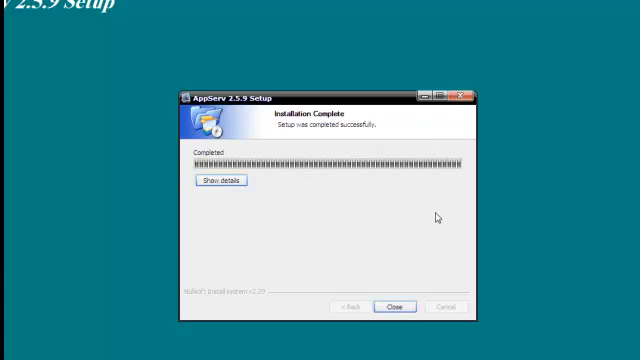 v 2.5.9 Setup
AppServ 2.5.9 Setup
Installation Complete
Setup was completed successfully.
Completed
Show details
Nullsoft Install System v2.29
< Back
Close
Cancel